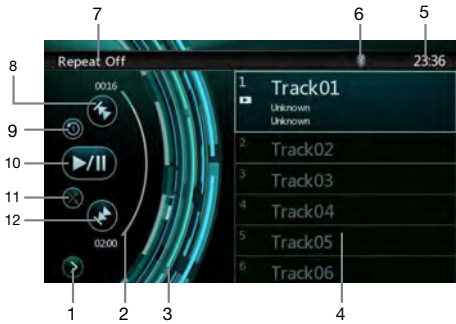 7
6
5
Repeat Off
23:36
8
00:16
1
Track01
Unknown
Unknown
9
2
Track02
10
3
Track03
11
4
Track04
12
5
Track05
02:00
6
Track06
1
2
3
4